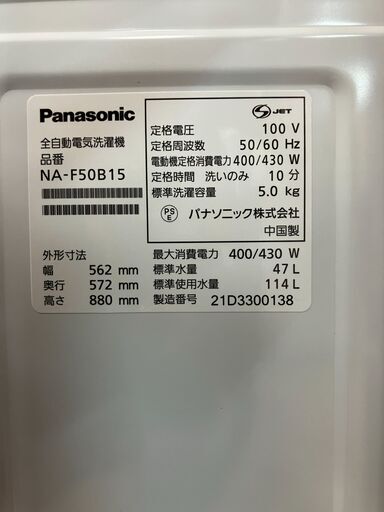 Panasonic
全自動電気洗濯機
品番
NA-F50B15
S JET
定格電圧 100 V
定格周波数 50/60 Hz
電動機定格消費電力 400/430 W
定格時間 洗いのみ 10 分
標準洗濯容量 5.0 kg
PS E パナソニック株式会社
中国製
外形寸法
幅 562 mm
奥行 572 mm
高さ 880 mm
最大消費電力 400/430 W
標準水量 47 L
標準使用水量 114 L
製造番号 21D3300138